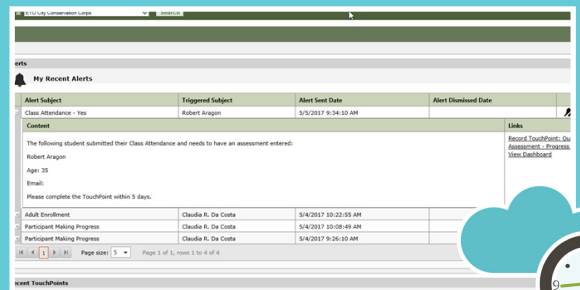 ETO City Conservation Corps Search
erts
My Recent Alerts
Alert Subject Triggered Subject Alert Sent Date Alert Dismissed Date
Class Attendance - Yes Robert Aragon 5/5/2017 9:34:10 AM
Content Links
The following student submitted their Class Attendance and needs to have an assessment entered: Record TouchPoint: Qu
Assessment - Progress
Robert Aragon View Dashboard
Age: 35
Email:
Please complete the TouchPoint within 5 days.
Adult Enrollment Claudia R. Da Costa 5/4/2017 10:22:55 AM
Participant Making Progress Claudia R. Da Costa 5/4/2017 10:08:49 AM
Participant Making Progress Claudia R. Da Costa 5/4/2017 9:26:10 AM
1 Page size: 5 Page 1 of 1, rows 1 to 4 of 4
ecent TouchPoints
9